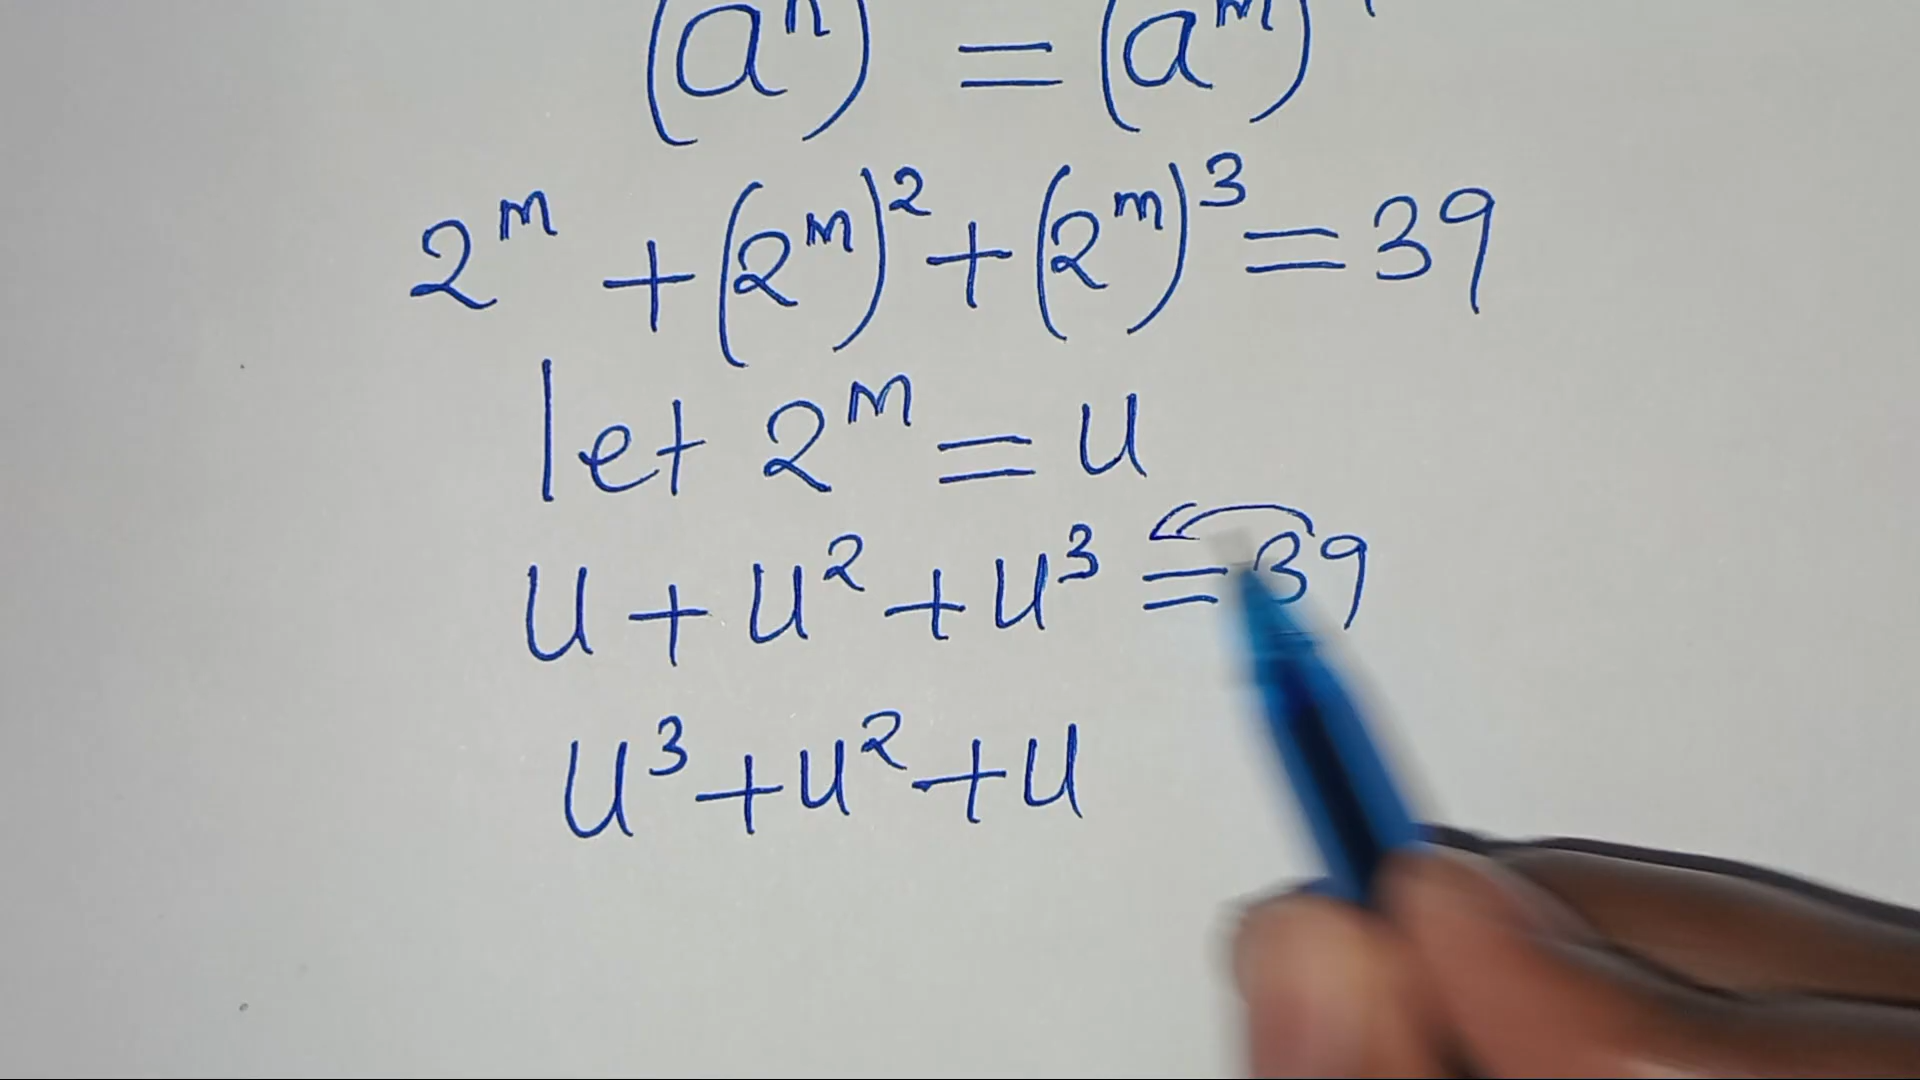 (aⁿ) = (aᵐ)
2ᵐ + (2ᵐ)² + (2ᵐ)³ = 39
let 2ᵐ = u
u + u² + u³ = 39
u³ + u² + u